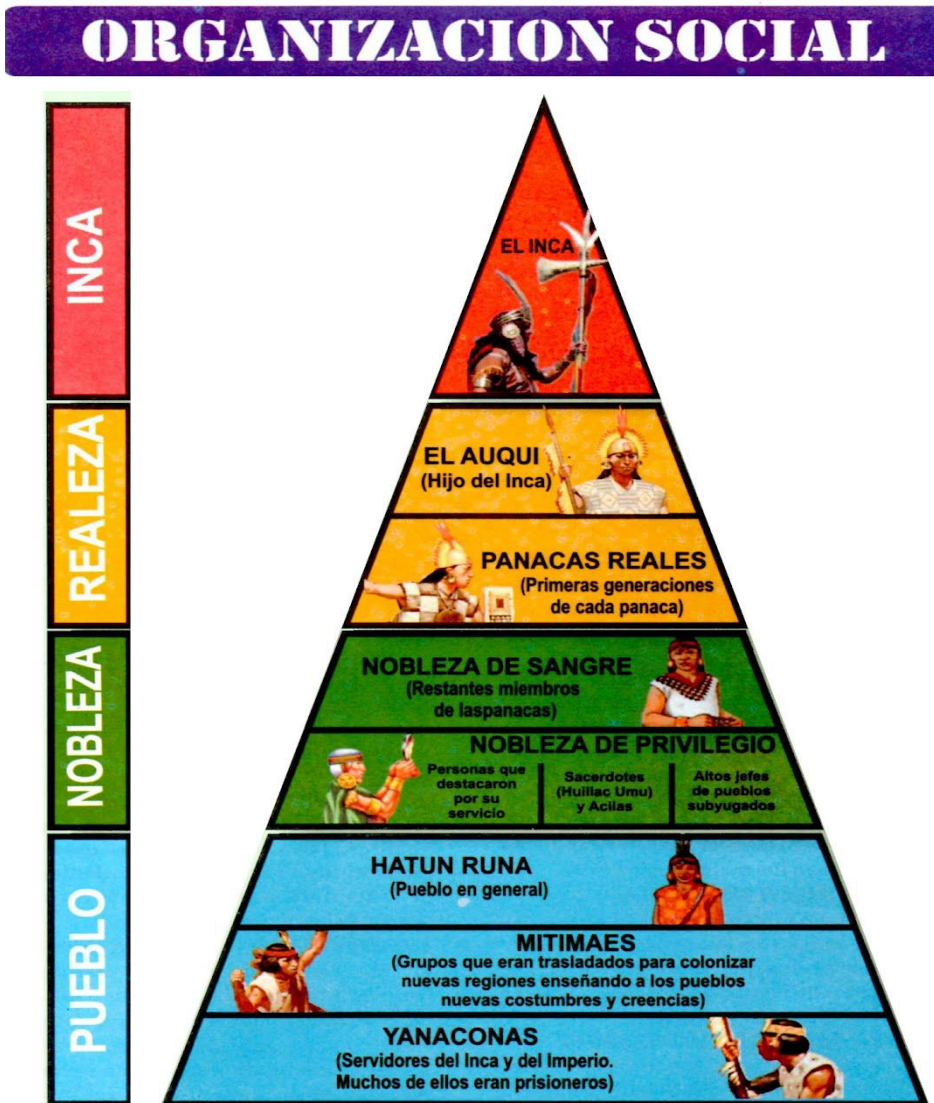 ORGANIZACION SOCIAL
INCA
EL INCA
REALEZA
EL AUQUI
(Hijo del Inca)
PANACAS REALES
(Primeras generaciones
de cada panaca)
NOBLEZA
NOBLEZA DE SANGRE
(Restantes miembros
de laspanacas)
NOBLEZA DE PRIVILEGIO
Personas que
destacaron
por su
servicio
Sacerdotes
(Huillac Umu)
y Acllas
Altos jefes
de pueblos
subyugados
PUEBLO
HATUN RUNA
(Pueblo en general)
MITIMAES
(Grupos que eran trasladados para colonizar
nuevas regiones enseñando a los pueblos
nuevas costumbres y creencias)
YANACONAS
(Servidores del Inca y del Imperio.
Muchos de ellos eran prisioneros)